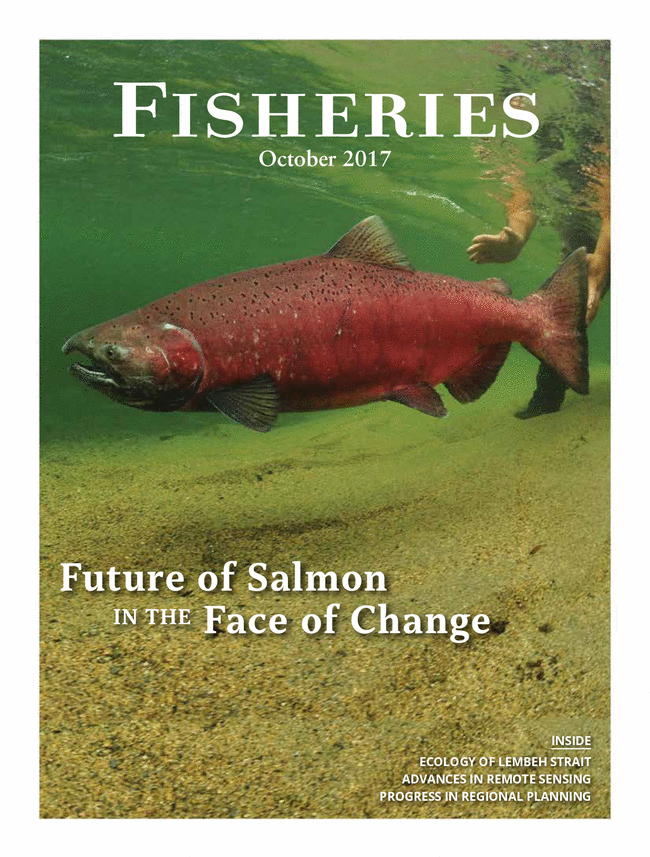 FISHERIES
October 2017
Future of Salmon
IN THE Face of Change
INSIDE
ECOLOGY OF LEMBEH STRAIT
ADVANCES IN REMOTE SENSING
PROGRESS IN REGIONAL PLANNING